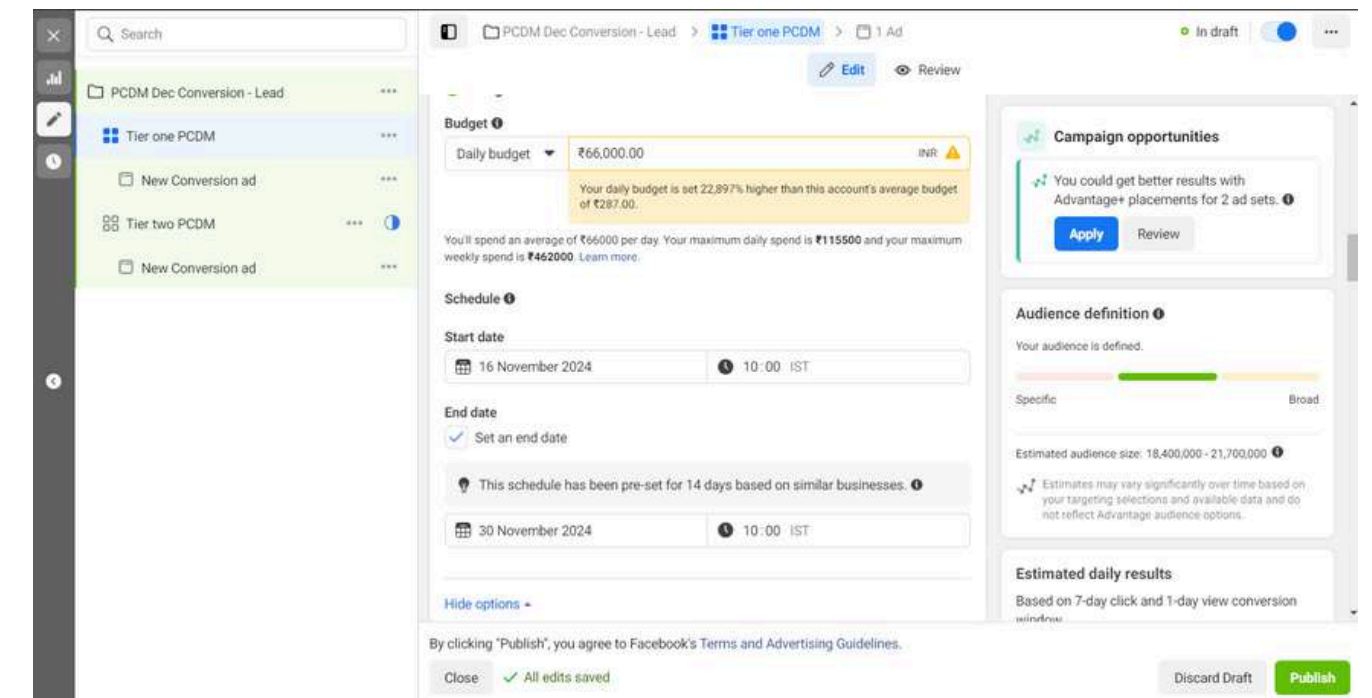 Search
PCDM Dec Conversion - Lead
Tier one PCDM
New Conversion ad
Tier two PCDM
New Conversion ad
PCDM Dec Conversion - Lead > Tier one PCDM > 1 Ad
In draft
Edit
Review
Budget
Daily budget
₹66,000.00
INR
Your daily budget is set 22,897% higher than this account's average budget
of ₹287.00.
You'll spend an average of ₹66000 per day. Your maximum daily spend is ₹115500 and your maximum
weekly spend is ₹462000. Learn more.
Schedule
Start date
16 November 2024
10:00 IST
End date
Set an end date
This schedule has been pre-set for 14 days based on similar businesses.
30 November 2024
10:00 IST
Hide options
Campaign opportunities
You could get better results with
Advantage+ placements for 2 ad sets.
Apply
Review
Audience definition
Your audience is defined.
Specific
Broad
Estimated audience size: 18,400,000 - 21,700,000
Estimates may vary significantly over time based on
your targeting selections and available data and do
not reflect Advantage audience options.
Estimated daily results
Based on 7-day click and 1-day view conversion
window
By clicking "Publish", you agree to Facebook's Terms and Advertising Guidelines.
Close
All edits saved
Discard Draft
Publish